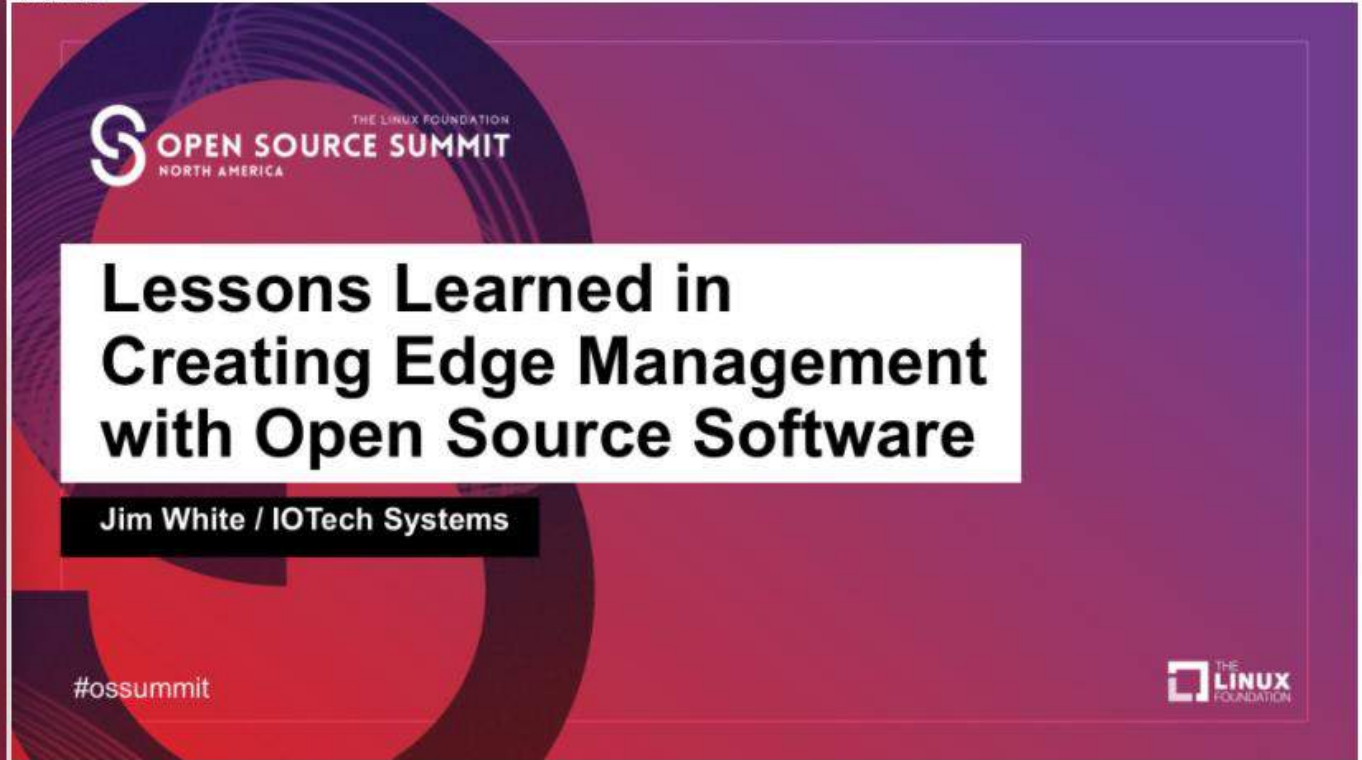 THE LINUX FOUNDATION
OPEN SOURCE SUMMIT
NORTH AMERICA
Lessons Learned in
Creating Edge Management
with Open Source Software
Jim White / IOTech Systems
#ossummit
THE
LINUX
FOUNDATION